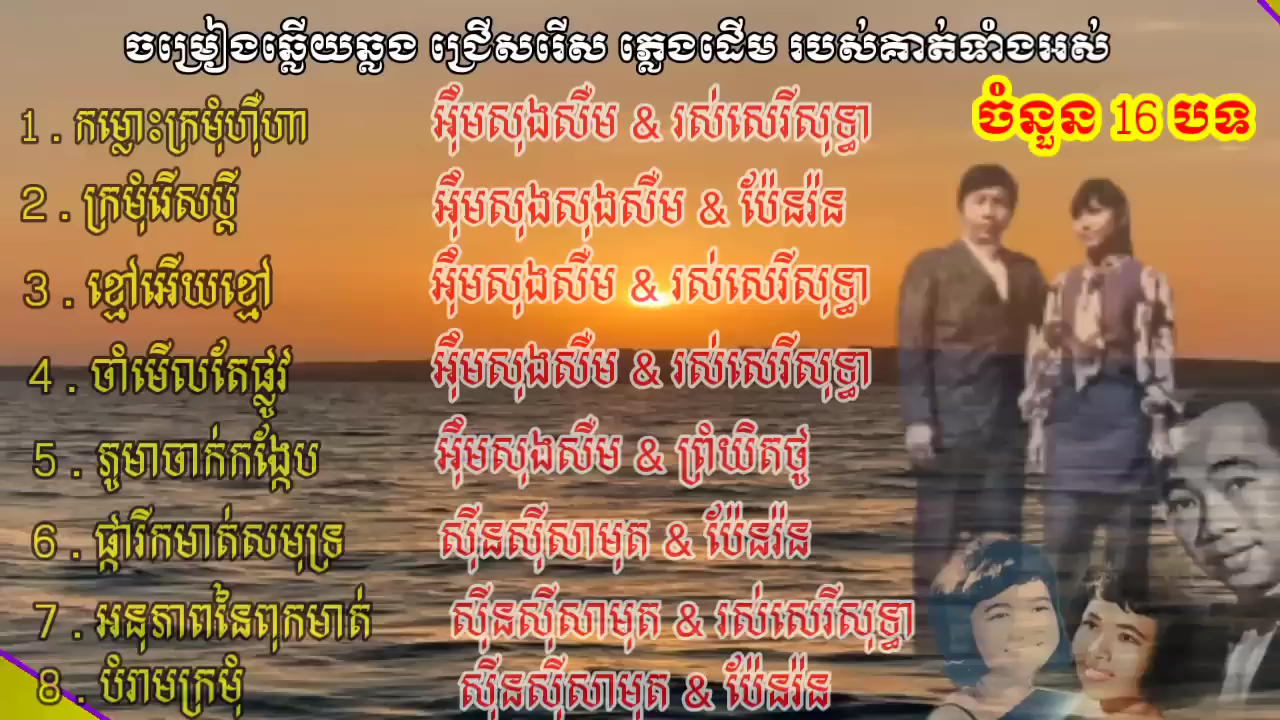 ចម្រៀងឆ្លើយឆ្លង ជ្រើសរើស ភ្លេងដើម របស់គាត់ទាំងអស់
ចំនួន 16 បទ
1 . កម្លោះក្រមុំហ៊ឺហា អ៊ឹមសុងសឺម & រស់សេរីសុទ្ធា
2 . ក្រមុំរើសប្ដី អ៊ឹមសុងសុងសឺម & ប៉ែនរ៉ន
3 . ខ្មៅអើយខ្មៅ អ៊ឹមសុងសឺម & រស់សេរីសុទ្ធា
4 . ចាំមើលតែផ្លូវ អ៊ឹមសុងសឺម & រស់សេរីសុទ្ធា
5 . ភូមាចាក់កង្កែប អ៊ឹមសុងសឺម & ព្រំឃិតថូ
6 . ផ្ការីកមាត់សមុទ្រ ស៊ីនស៊ីសាមុត & ប៉ែនរ៉ន
7 . អនុភាពនៃពុកមាត់ ស៊ីនស៊ីសាមុត & រស់សេរីសុទ្ធា
8 . បំរាមក្រមុំ ស៊ីនស៊ីសាមុត & ប៉ែនរ៉ន